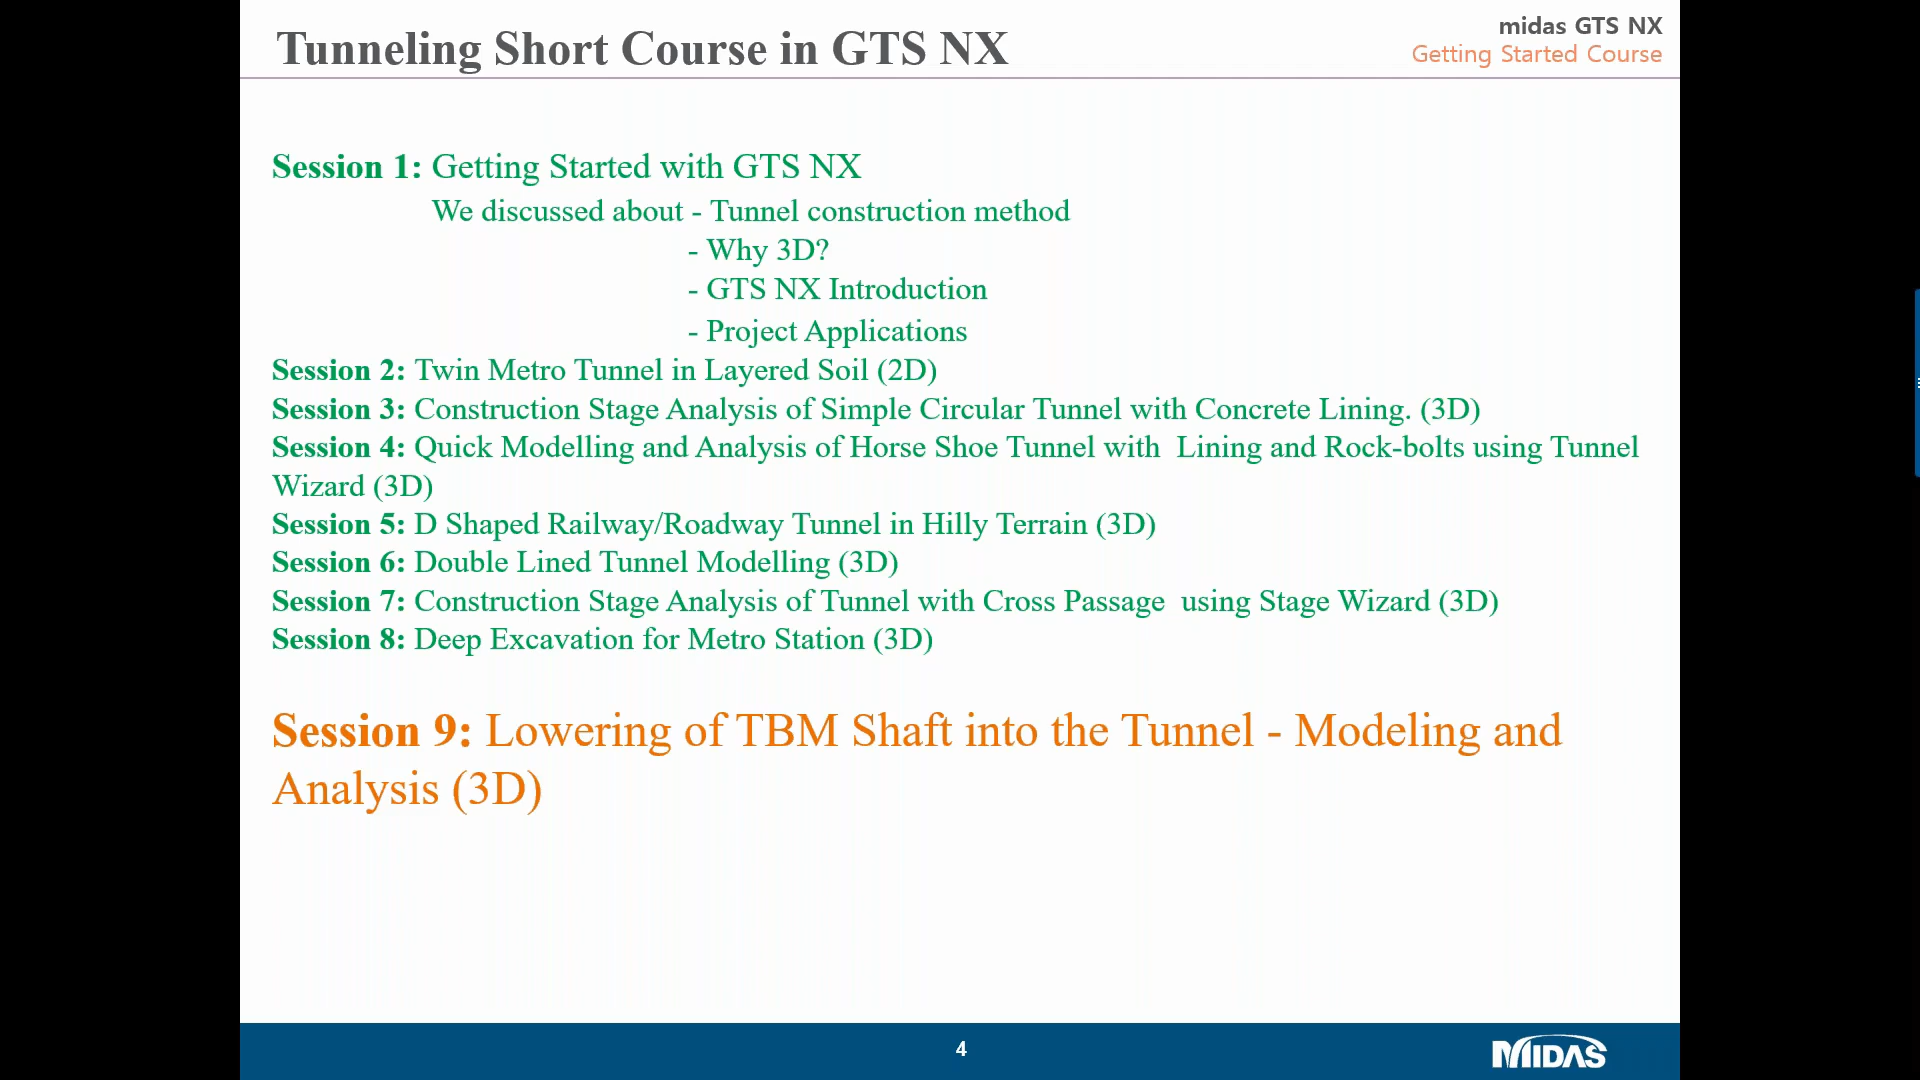 Tunneling Short Course in GTS NX
midas GTS NX
Getting Started Course
Session 1: Getting Started with GTS NX
We discussed about - Tunnel construction method
- Why 3D?
- GTS NX Introduction
- Project Applications
Session 2: Twin Metro Tunnel in Layered Soil (2D)
Session 3: Construction Stage Analysis of Simple Circular Tunnel with Concrete Lining. (3D)
Session 4: Quick Modelling and Analysis of Horse Shoe Tunnel with Lining and Rock-bolts using Tunnel
Wizard (3D)
Session 5: D Shaped Railway/Roadway Tunnel in Hilly Terrain (3D)
Session 6: Double Lined Tunnel Modelling (3D)
Session 7: Construction Stage Analysis of Tunnel with Cross Passage using Stage Wizard (3D)
Session 8: Deep Excavation for Metro Station (3D)
Session 9: Lowering of TBM Shaft into the Tunnel - Modeling and
Analysis (3D)
4
MIDAS